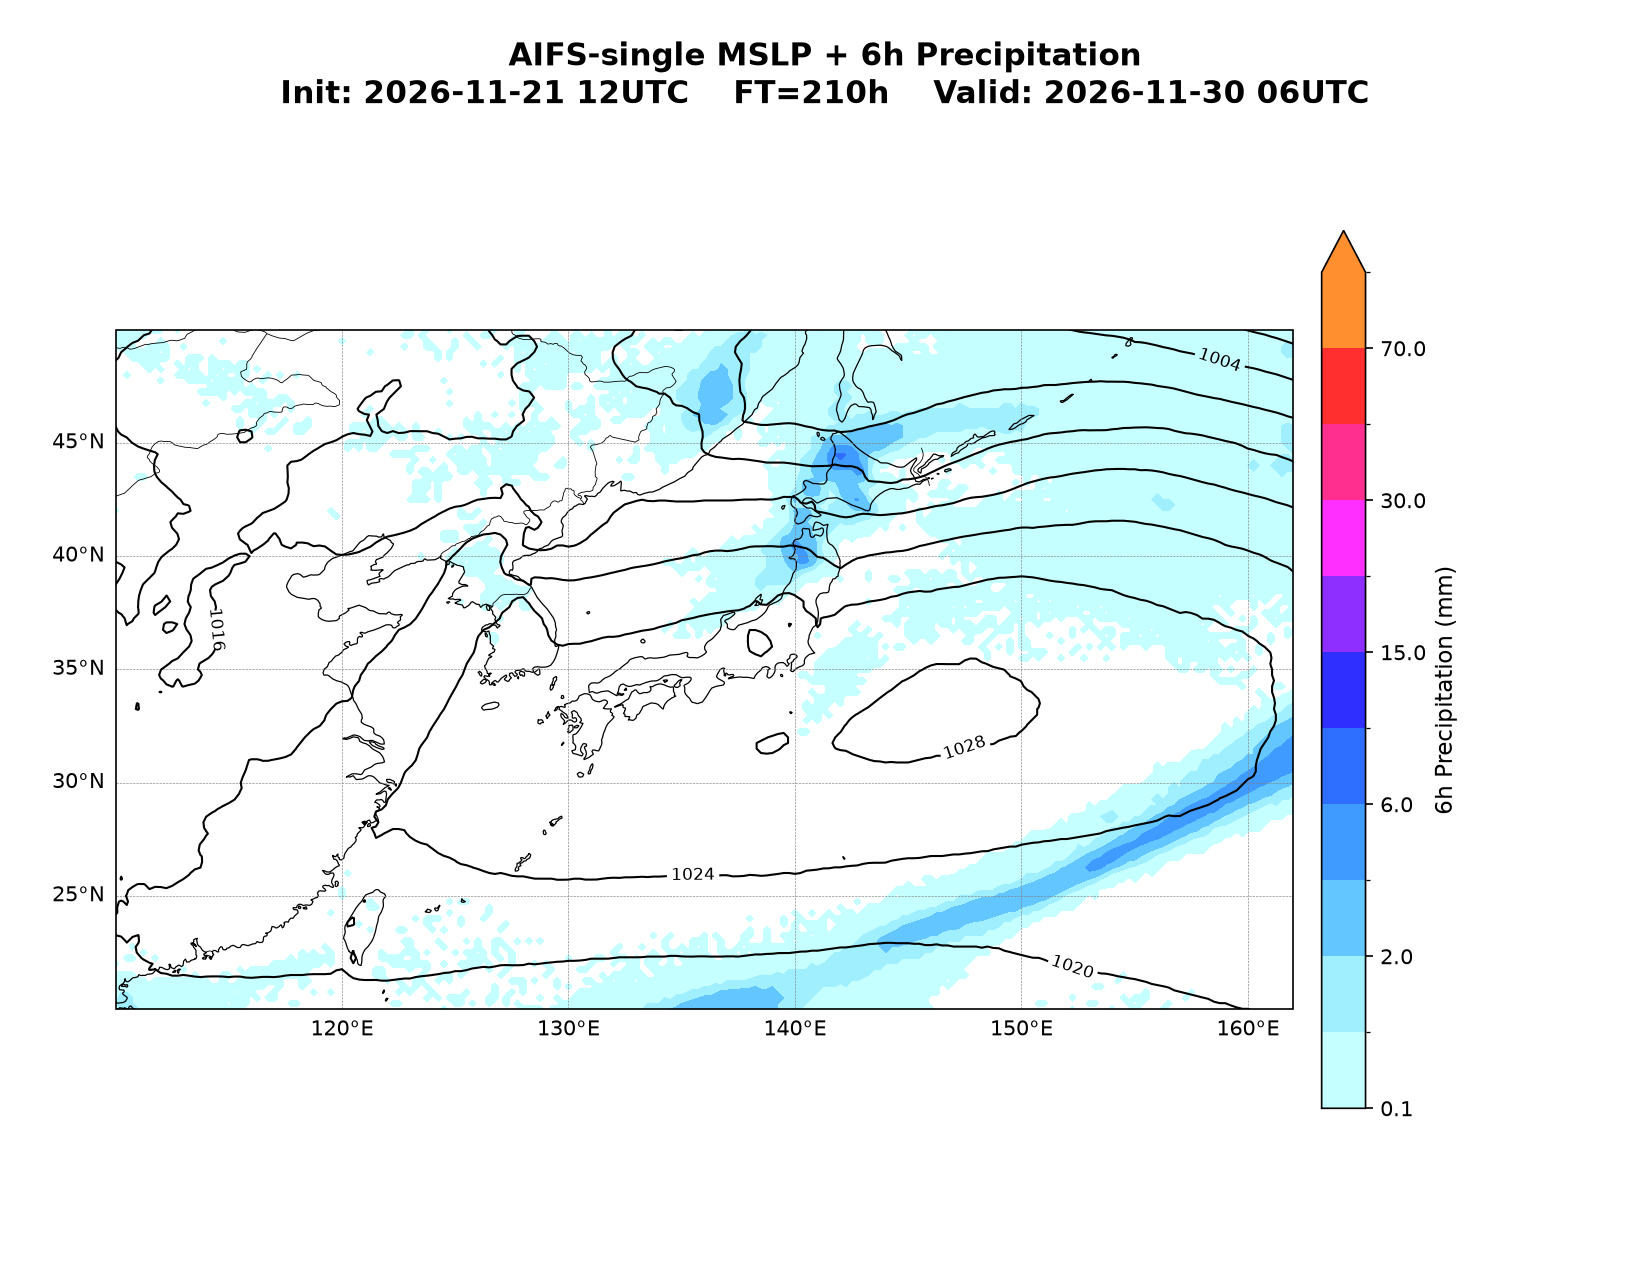 AIFS-single MSLP + 6h Precipitation
Init: 2026-11-21 12UTC    FT=210h    Valid: 2026-11-30 06UTC
1004
1016
1028
1024
1020
45°N
40°N
35°N
30°N
25°N
120°E
130°E
140°E
150°E
160°E
70.0
30.0
15.0
6.0
2.0
0.1
6h Precipitation (mm)